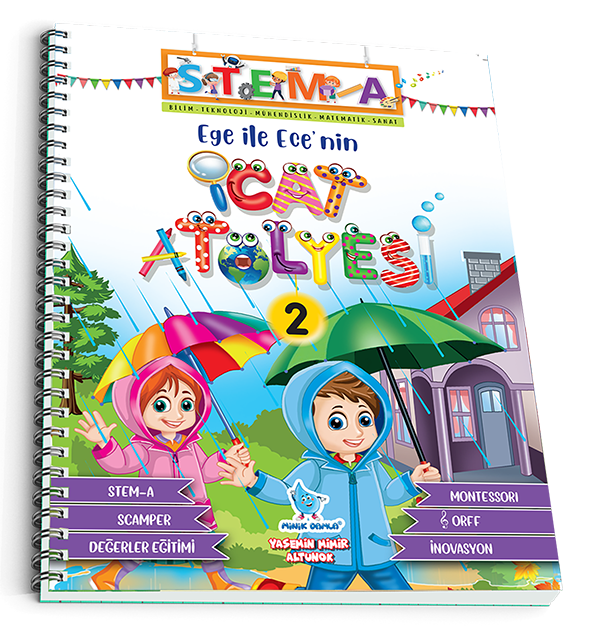 STEM-A
BİLİM - TEKNOLOJİ - MÜHENDİSLİK - MATEMATİK - SANAT
Ege ile Ece'nin
iCAT
ATÖLYESİ
2
STEM-A
SCAMPER
DEĞERLER EĞİTİMİ
MİNİK DAMLA®
YASEMİN MİMİR
ALTUNOK
MONTESSORI
ORFF
İNOVASYON